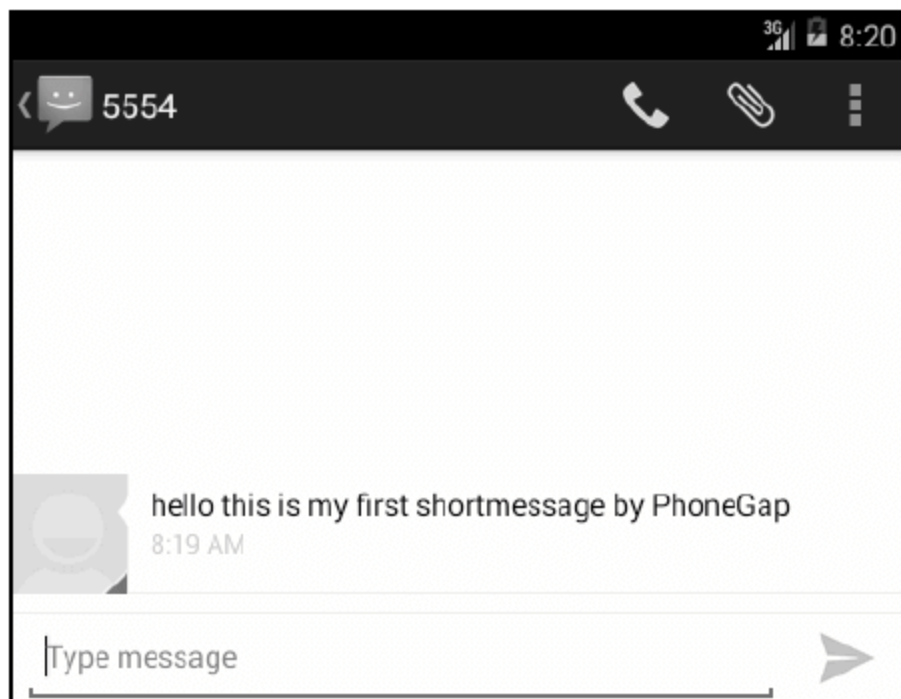 3G 8:20
5554
hello this is my first shortmessage by PhoneGap
8:19 AM
Type message